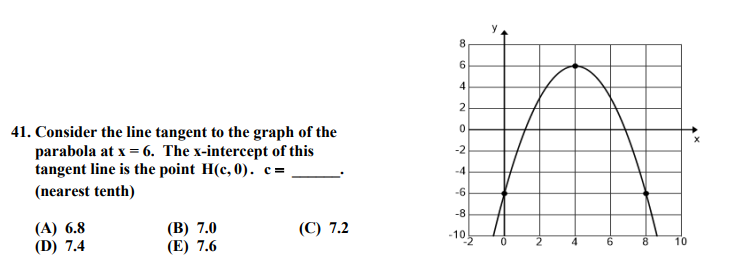 41. Consider the line tangent to the graph of the
parabola at x = 6. The x-intercept of this
tangent line is the point H(c, 0). c = ______.
(nearest tenth)
(A) 6.8 (B) 7.0 (C) 7.2
(D) 7.4 (E) 7.6
y
8
6
4
2
0
-2
-4
-6
-8
-10
x
-2 0 2 4 6 8 10